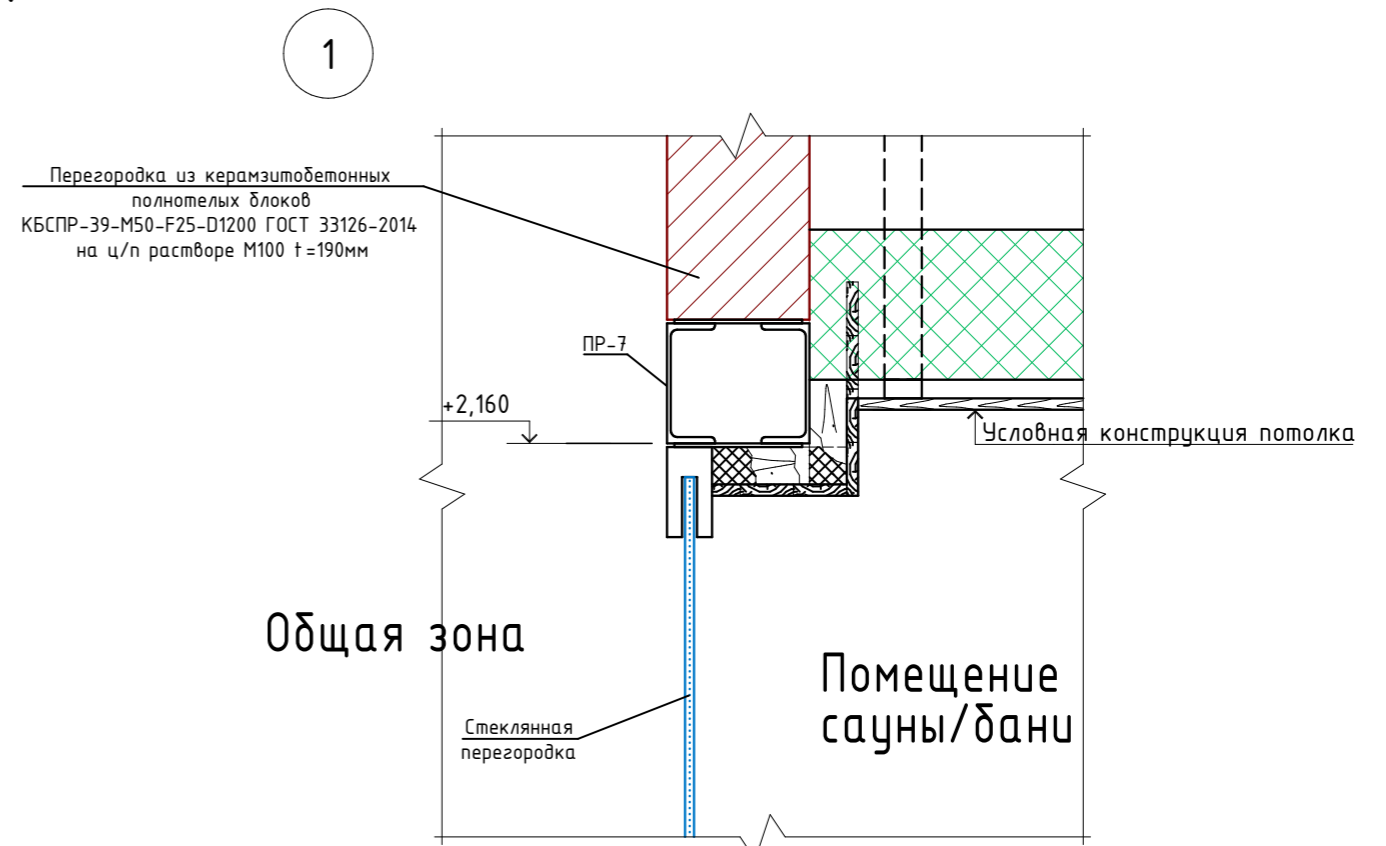 1
Перегородка из керамзитобетонных
полнотелых блоков
КБСПР-39-М50-F25-D1200 ГОСТ 33126-2014
на ц/п растворе М100 t=190мм
ПР-7
+2,160
Условная конструкция потолка
Общая зона
Помещение
сауны/бани
Стеклянная
перегородка